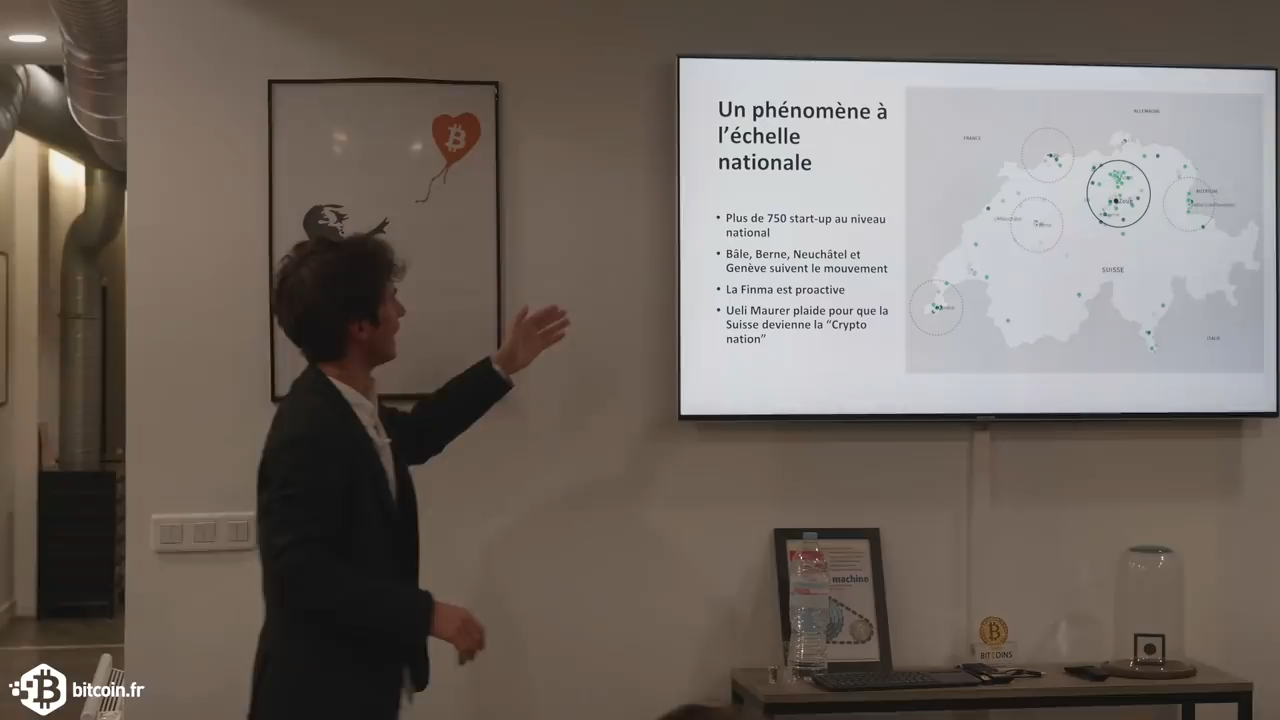 Un phénomène à
l'échelle
nationale
• Plus de 750 start-up au niveau
national
• Bâle, Berne, Neuchâtel et
Genève suivent le mouvement
• La Finma est proactive
• Ueli Maurer plaide pour que la
Suisse devienne la “Crypto
nation”
ALLEMAGNE
FRANCE
SUISSE
ITALIE
machine
BITCOINS
bitcoin.fr